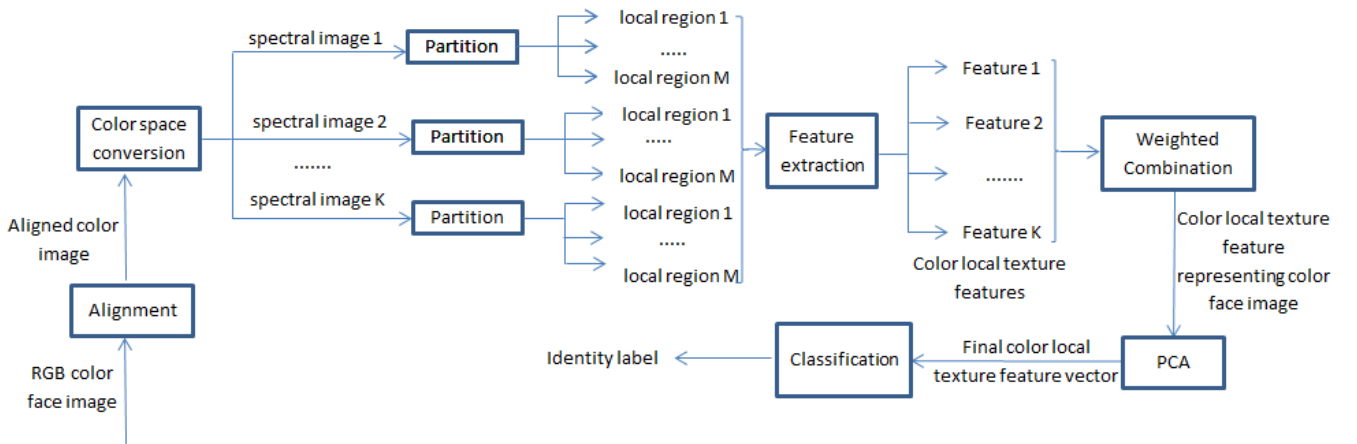 spectral image 1
Partition
local region 1
.....
local region M
Color space
conversion
spectral image 2
.......
Partition
local region 1
.....
local region M
spectral image K
Partition
local region 1
.....
local region M
Feature
extraction
Feature 1
Feature 2
.......
Feature K
Color local texture
features
Weighted
Combination
Aligned color
image
Alignment
RGB color
face image
Color local texture
feature
representing color
face image
PCA
Final color local
texture feature vector
Classification
Identity label